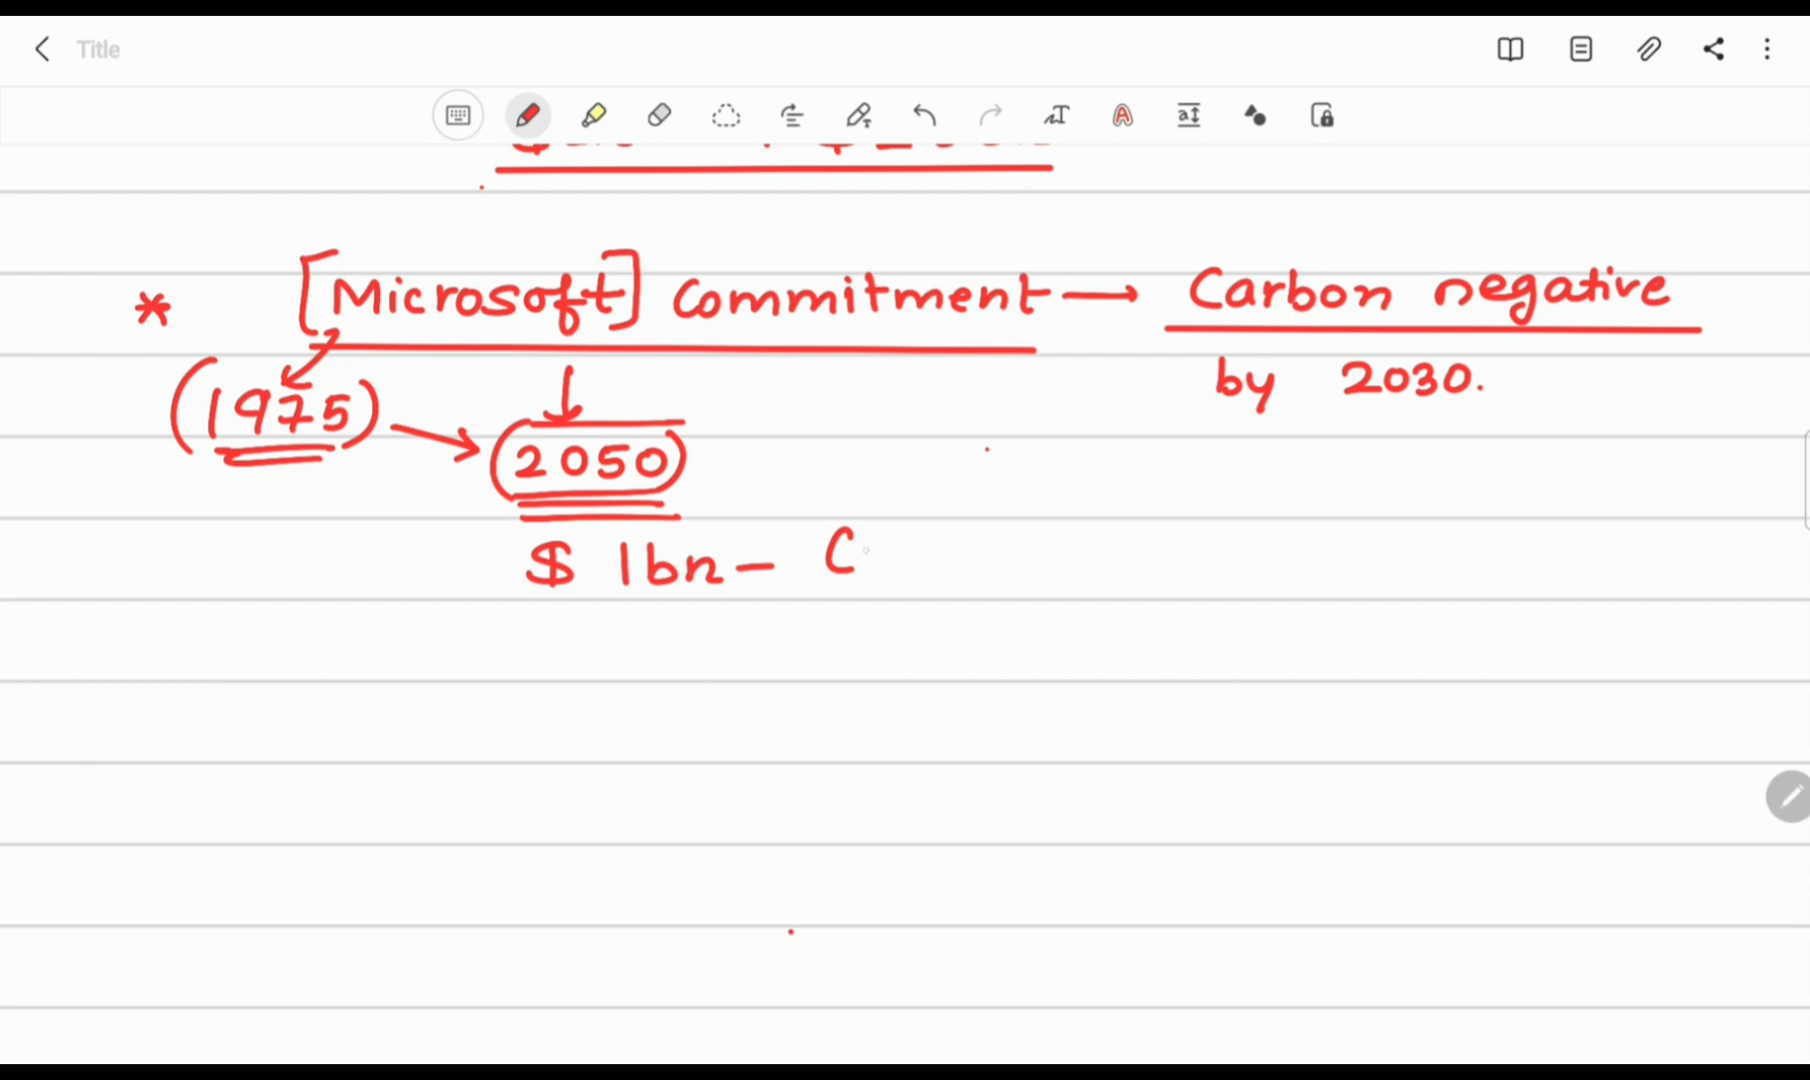 Title
* [Microsoft] Commitment → Carbon negative
by 2030.
(1975) → (2050)
$ 1bn - C